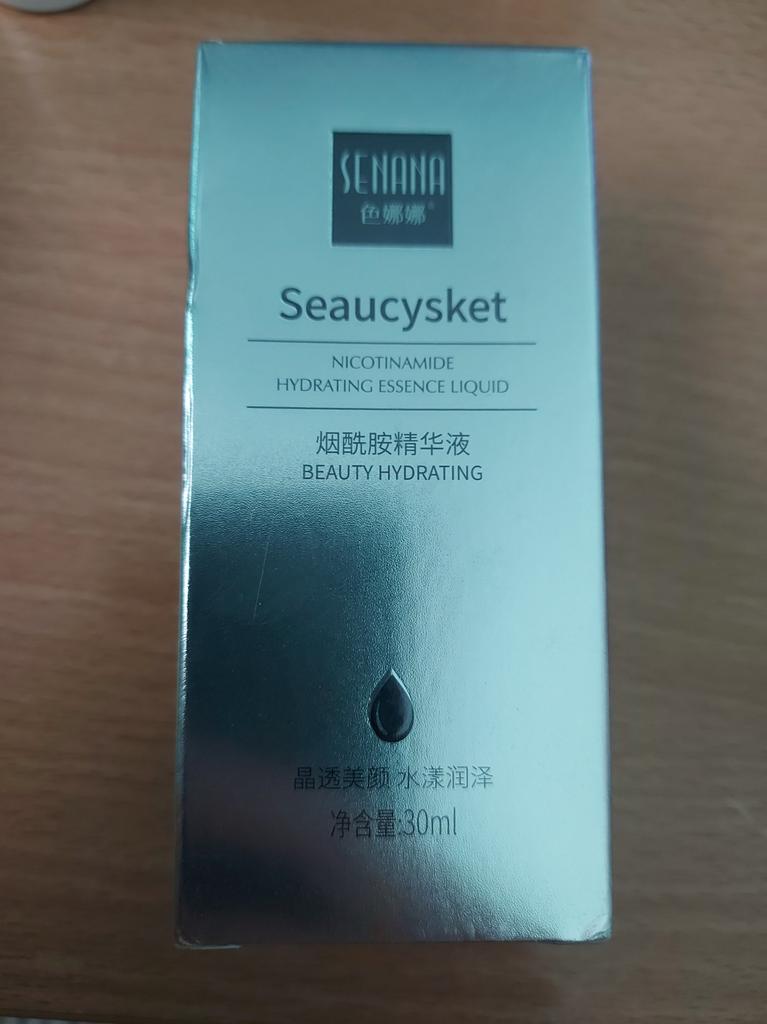 SENANA
色娜娜®
Seaucysket
NICOTINAMIDE
HYDRATING ESSENCE LIQUID
烟酰胺精华液
BEAUTY HYDRATING
晶透美颜 水漾润泽
净含量:30ml